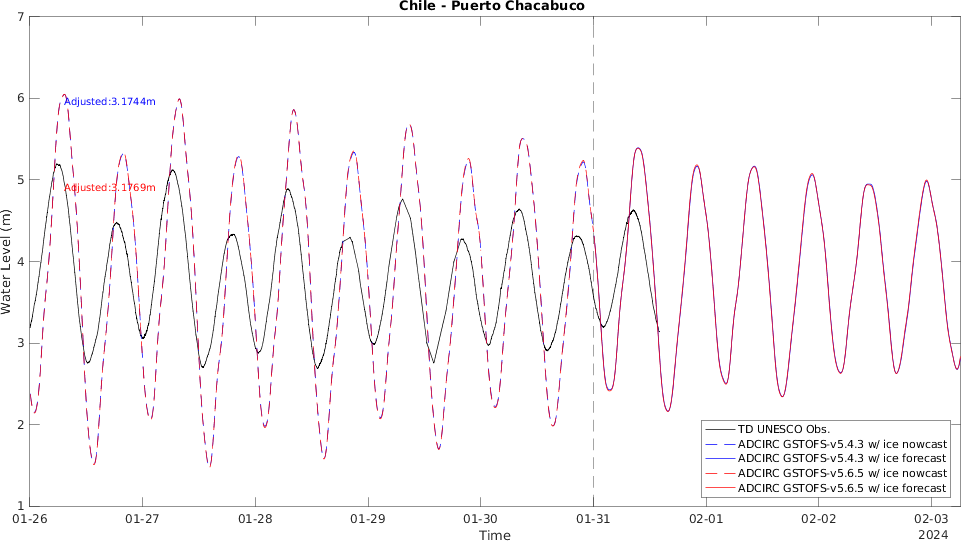 Chile - Puerto Chacabuco
7
6
5
4
3
2
1
Water Level (m)
Adjusted:3.1744m
Adjusted:3.1769m
TD UNESCO Obs.
ADCIRC GSTOFS-v5.4.3 w/ ice nowcast
ADCIRC GSTOFS-v5.4.3 w/ ice forecast
ADCIRC GSTOFS-v5.6.5 w/ ice nowcast
ADCIRC GSTOFS-v5.6.5 w/ ice forecast
01-26 01-27 01-28 01-29 01-30 01-31 02-01 02-02 02-03
Time
2024